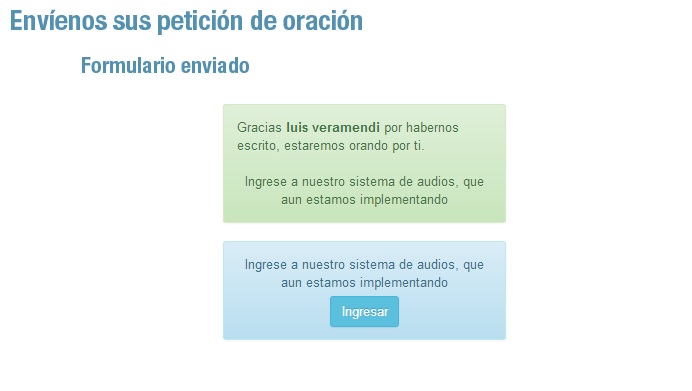 Envíenos sus petición de oración
Formulario enviado
Gracias luis veramendi por habernos
escrito, estaremos orando por ti.
Ingrese a nuestro sistema de audios, que
aun estamos implementando
Ingrese a nuestro sistema de audios, que
aun estamos implementando
Ingresar